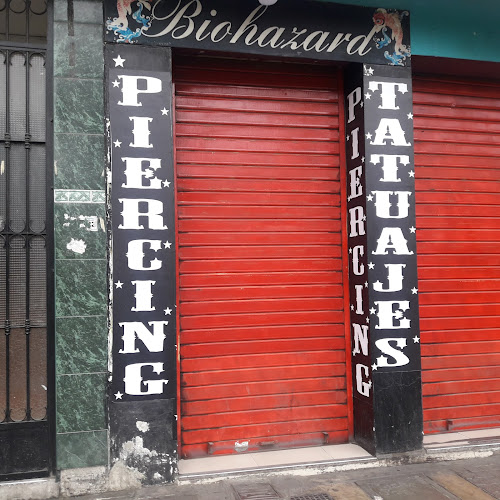 Biohazard
PIERCING
PIERCING
TATUAJES